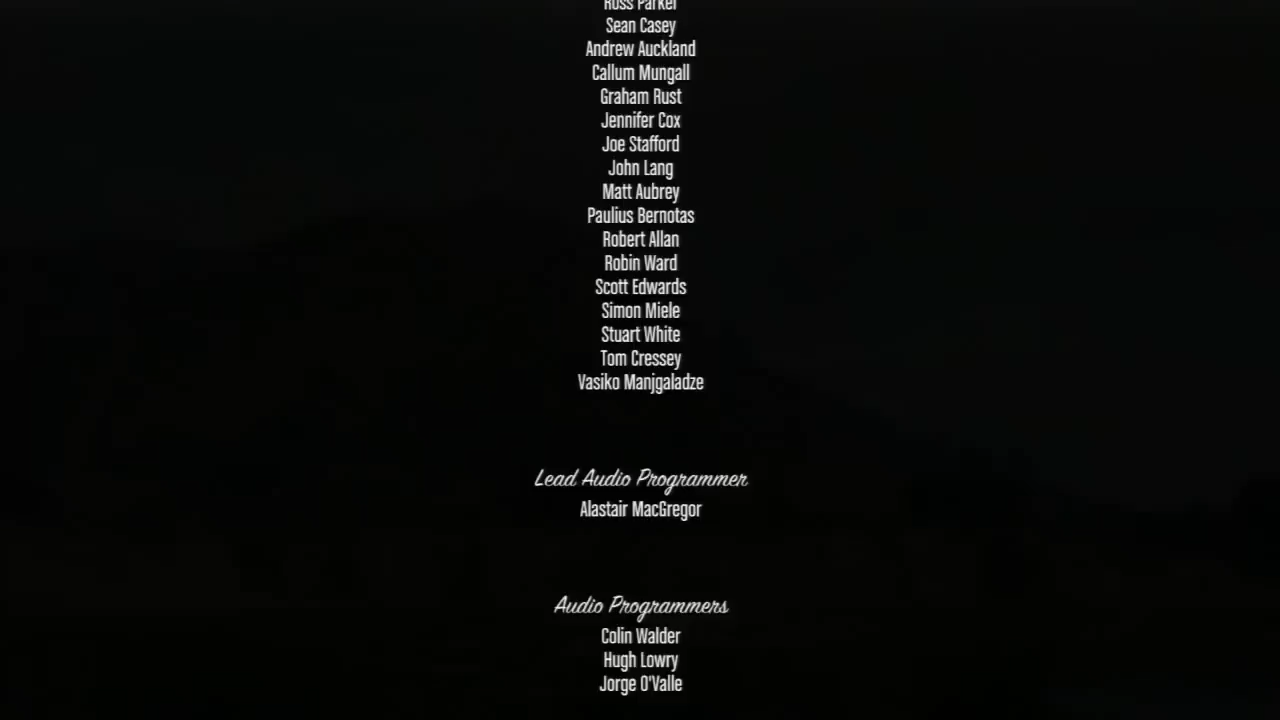 Ross Parker
Sean Casey
Andrew Auckland
Callum Mungall
Graham Rust
Jennifer Cox
Joe Stafford
John Lang
Matt Aubrey
Paulius Bernotas
Robert Allan
Robin Ward
Scott Edwards
Simon Miele
Stuart White
Tom Cressey
Vasiko Manjgaladze
Lead Audio Programmer
Alastair MacGregor
Audio Programmers
Colin Walder
Hugh Lowry
Jorge O'Valle